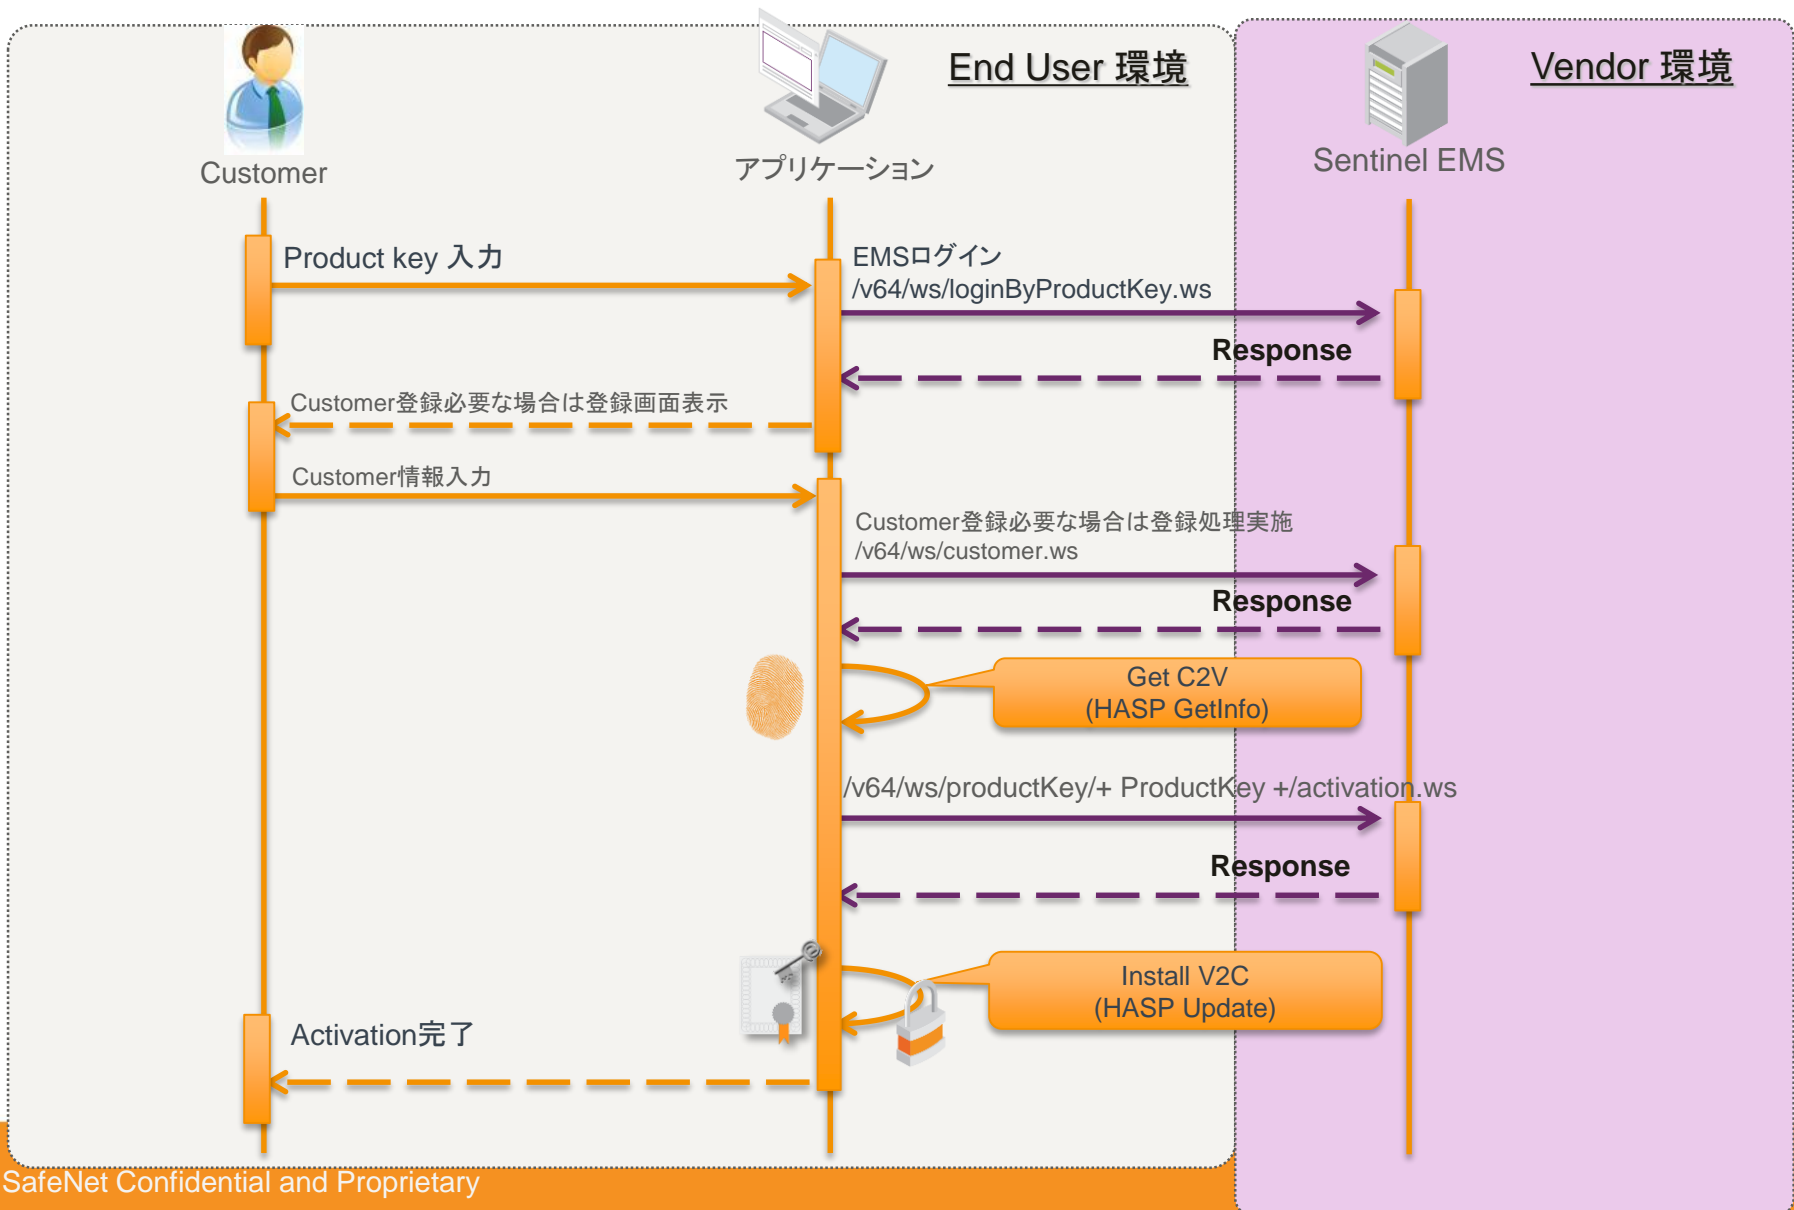 End User 環境
Vendor 環境
Customer
アプリケーション
Sentinel EMS
Product key 入力
EMSログイン
/v64/ws/loginByProductKey.ws
Response
Customer登録必要な場合は登録画面表示
Customer情報入力
Customer登録必要な場合は登録処理実施
/v64/ws/customer.ws
Response
Get C2V
(HASP GetInfo)
/v64/ws/productKey/+ ProductKey +/activation.ws
Response
Install V2C
(HASP Update)
Activation完了
SafeNet Confidential and Proprietary